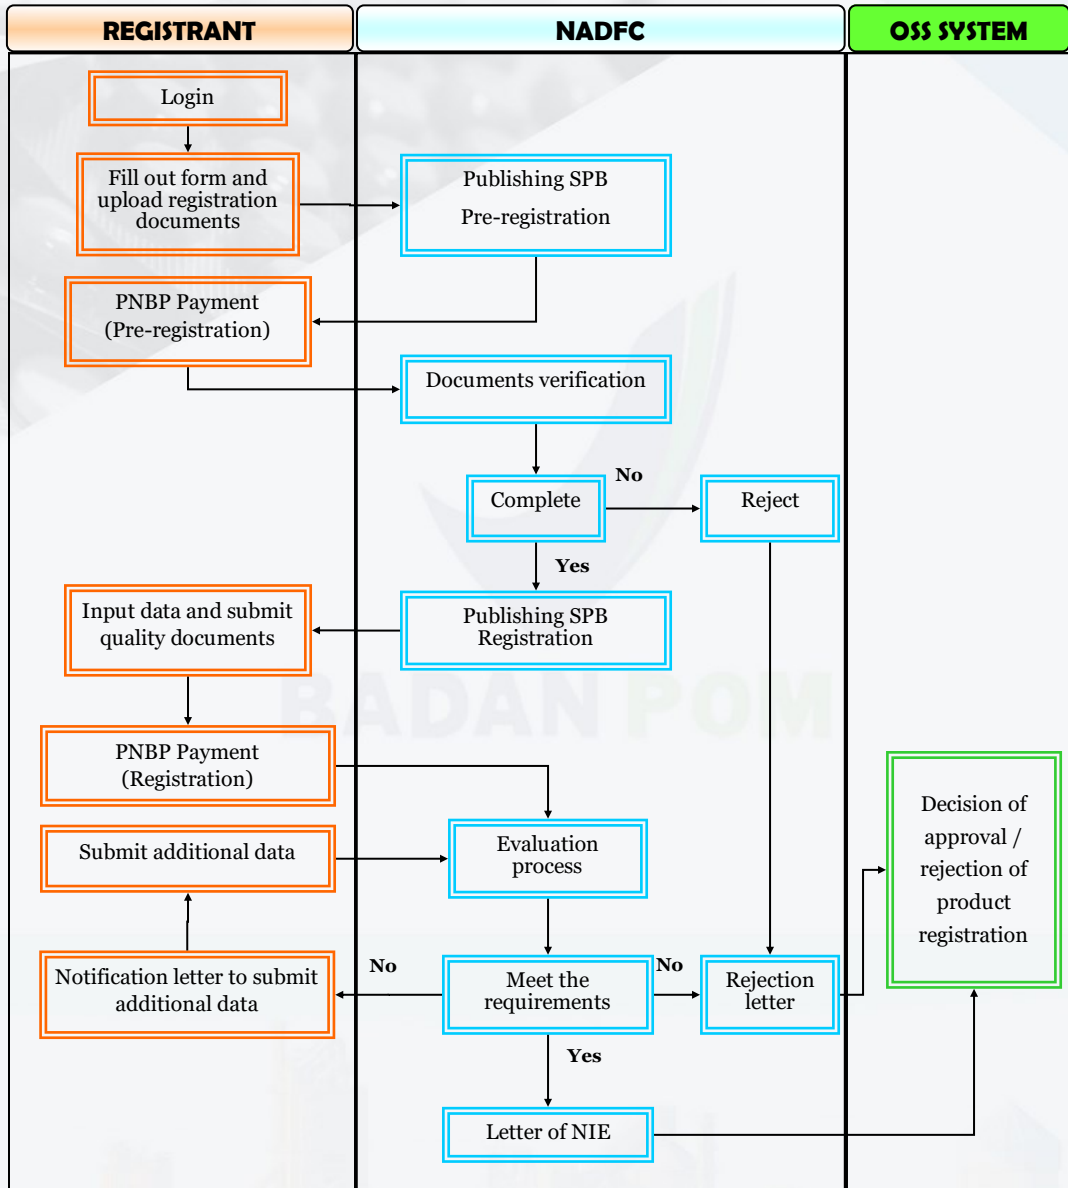 REGISTRANT
NADFC
OSS SYSTEM
Login
Fill out form and
upload registration
documents
Publishing SPB
Pre-registration
PNBP Payment
(Pre-registration)
Documents verification
Complete
No
Reject
Yes
Input data and submit
quality documents
Publishing SPB
Registration
BADAN POM
PNBP Payment
(Registration)
Decision of
approval /
rejection of
product
registration
Submit additional data
Evaluation
process
Notification letter to submit
additional data
No
Meet the
requirements
No
Rejection
letter
Yes
Letter of NIE